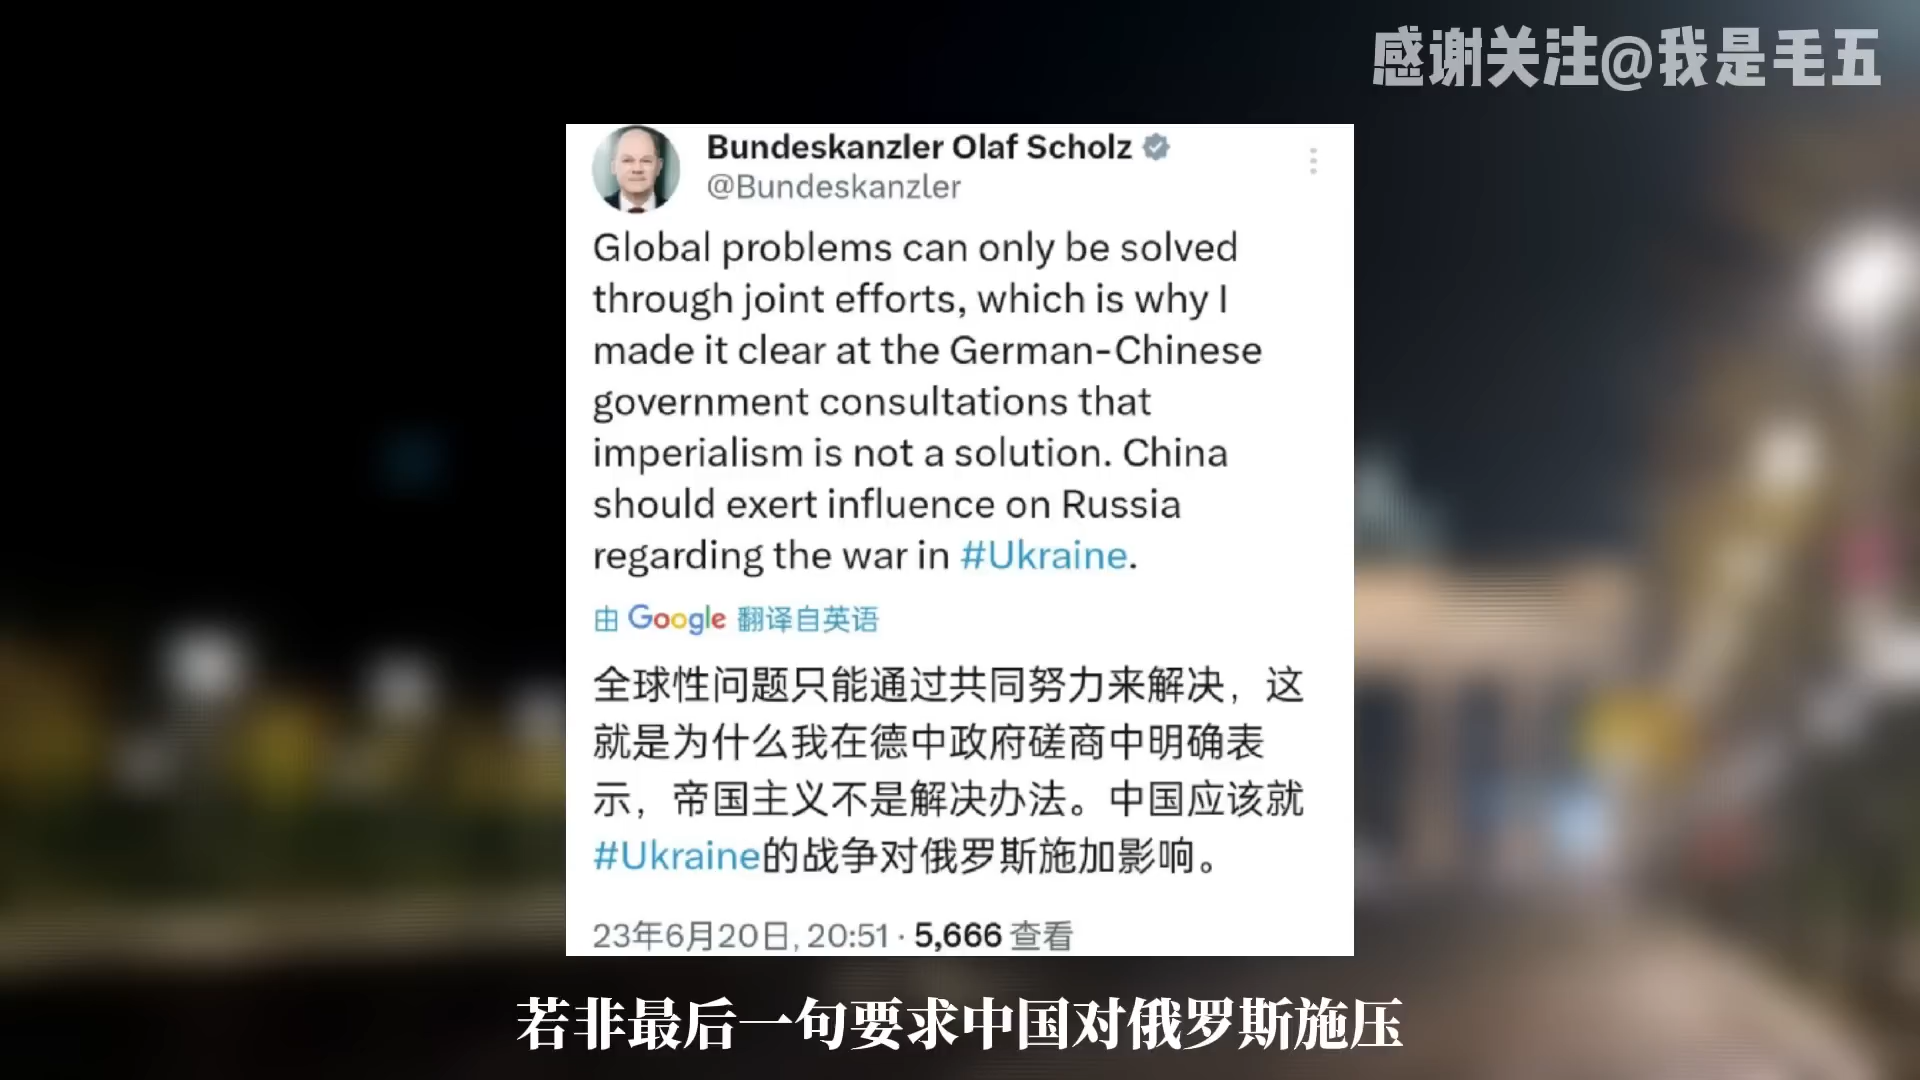 感谢关注@我是毛五
Bundeskanzler Olaf Scholz
@Bundeskanzler
Global problems can only be solved
through joint efforts, which is why I
made it clear at the German-Chinese
government consultations that
imperialism is not a solution. China
should exert influence on Russia
regarding the war in #Ukraine.
由 Google 翻译自英语
全球性问题只能通过共同努力来解决，这
就是为什么我在德中政府磋商中明确表
示，帝国主义不是解决办法。中国应该就
#Ukraine的战争对俄罗斯施加影响。
23年6月20日, 20:51 · 5,666 查看
若非最后一句要求中国对俄罗斯施压